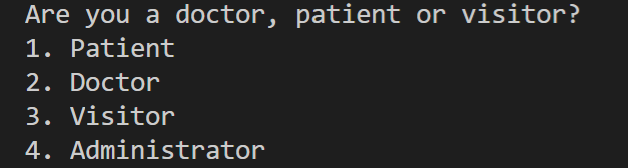 Are you a doctor, patient or visitor?
1. Patient
2. Doctor
3. Visitor
4. Administrator